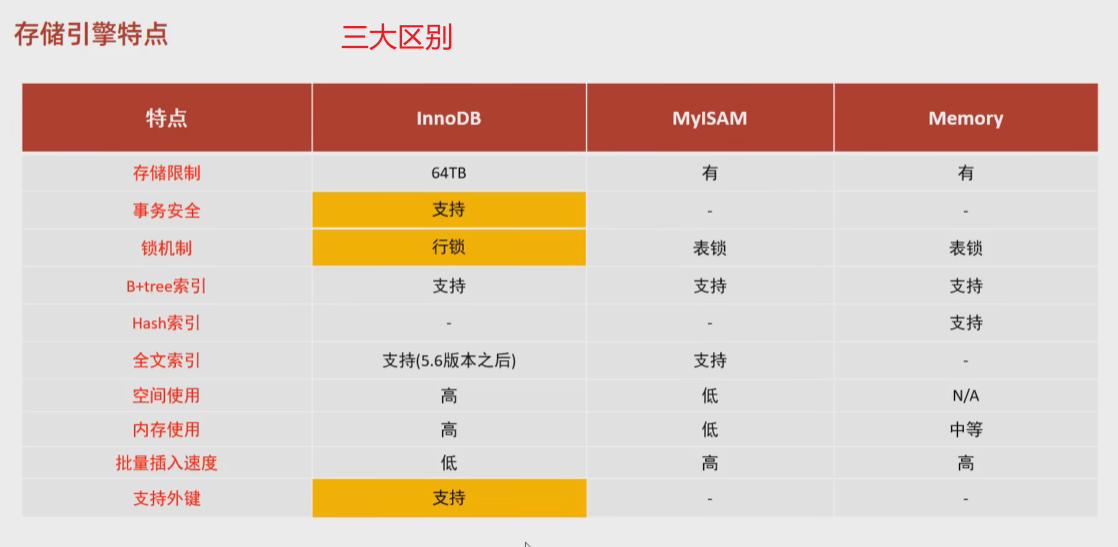 存储引擎特点
三大区别
特点 InnoDB MyISAM Memory
存储限制 64TB 有 有
事务安全 支持 - -
锁机制 行锁 表锁 表锁
B+tree索引 支持 支持 支持
Hash索引 - - 支持
全文索引 支持(5.6版本之后) 支持 -
空间使用 高 低 N/A
内存使用 高 低 中等
批量插入速度 低 高 高
支持外键 支持 - -